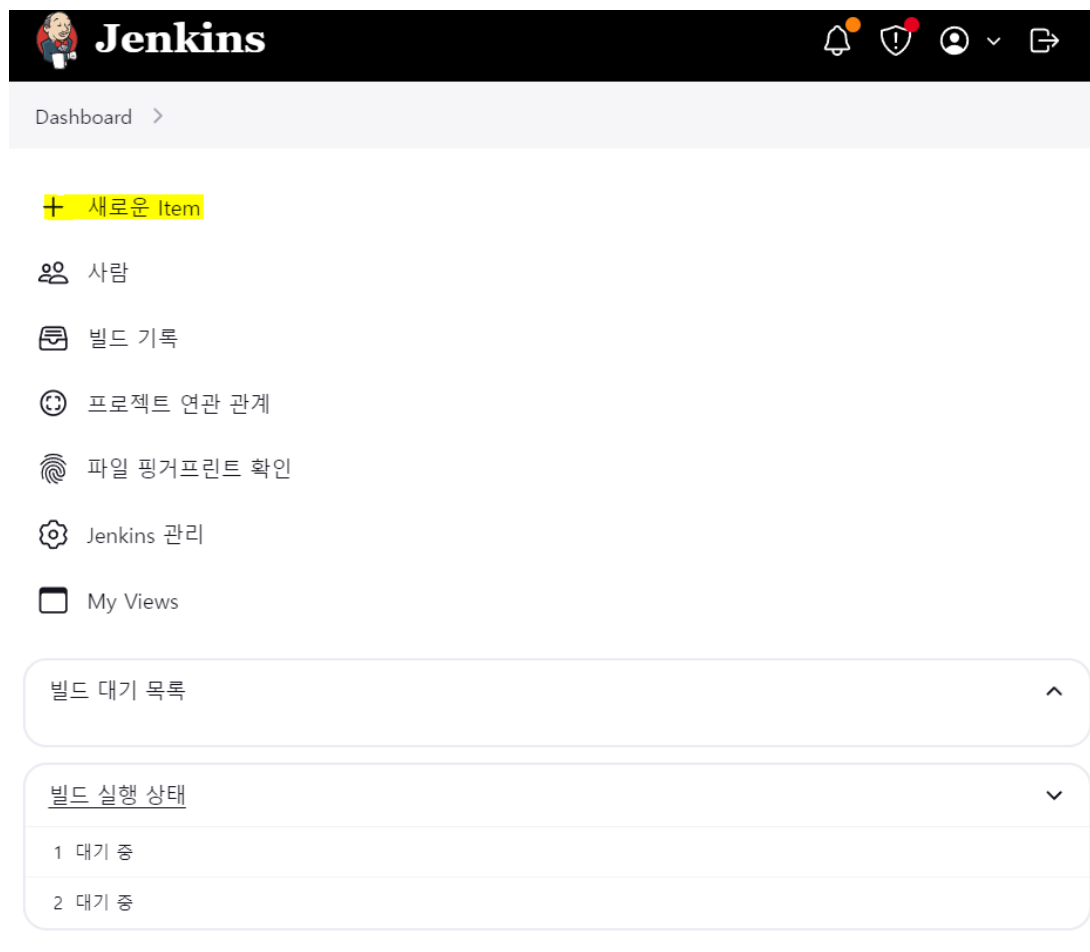 Jenkins
Dashboard
새로운 Item
사람
빌드 기록
프로젝트 연관 관계
파일 핑거프린트 확인
Jenkins 관리
My Views
빌드 대기 목록
빌드 실행 상태
1 대기 중
2 대기 중